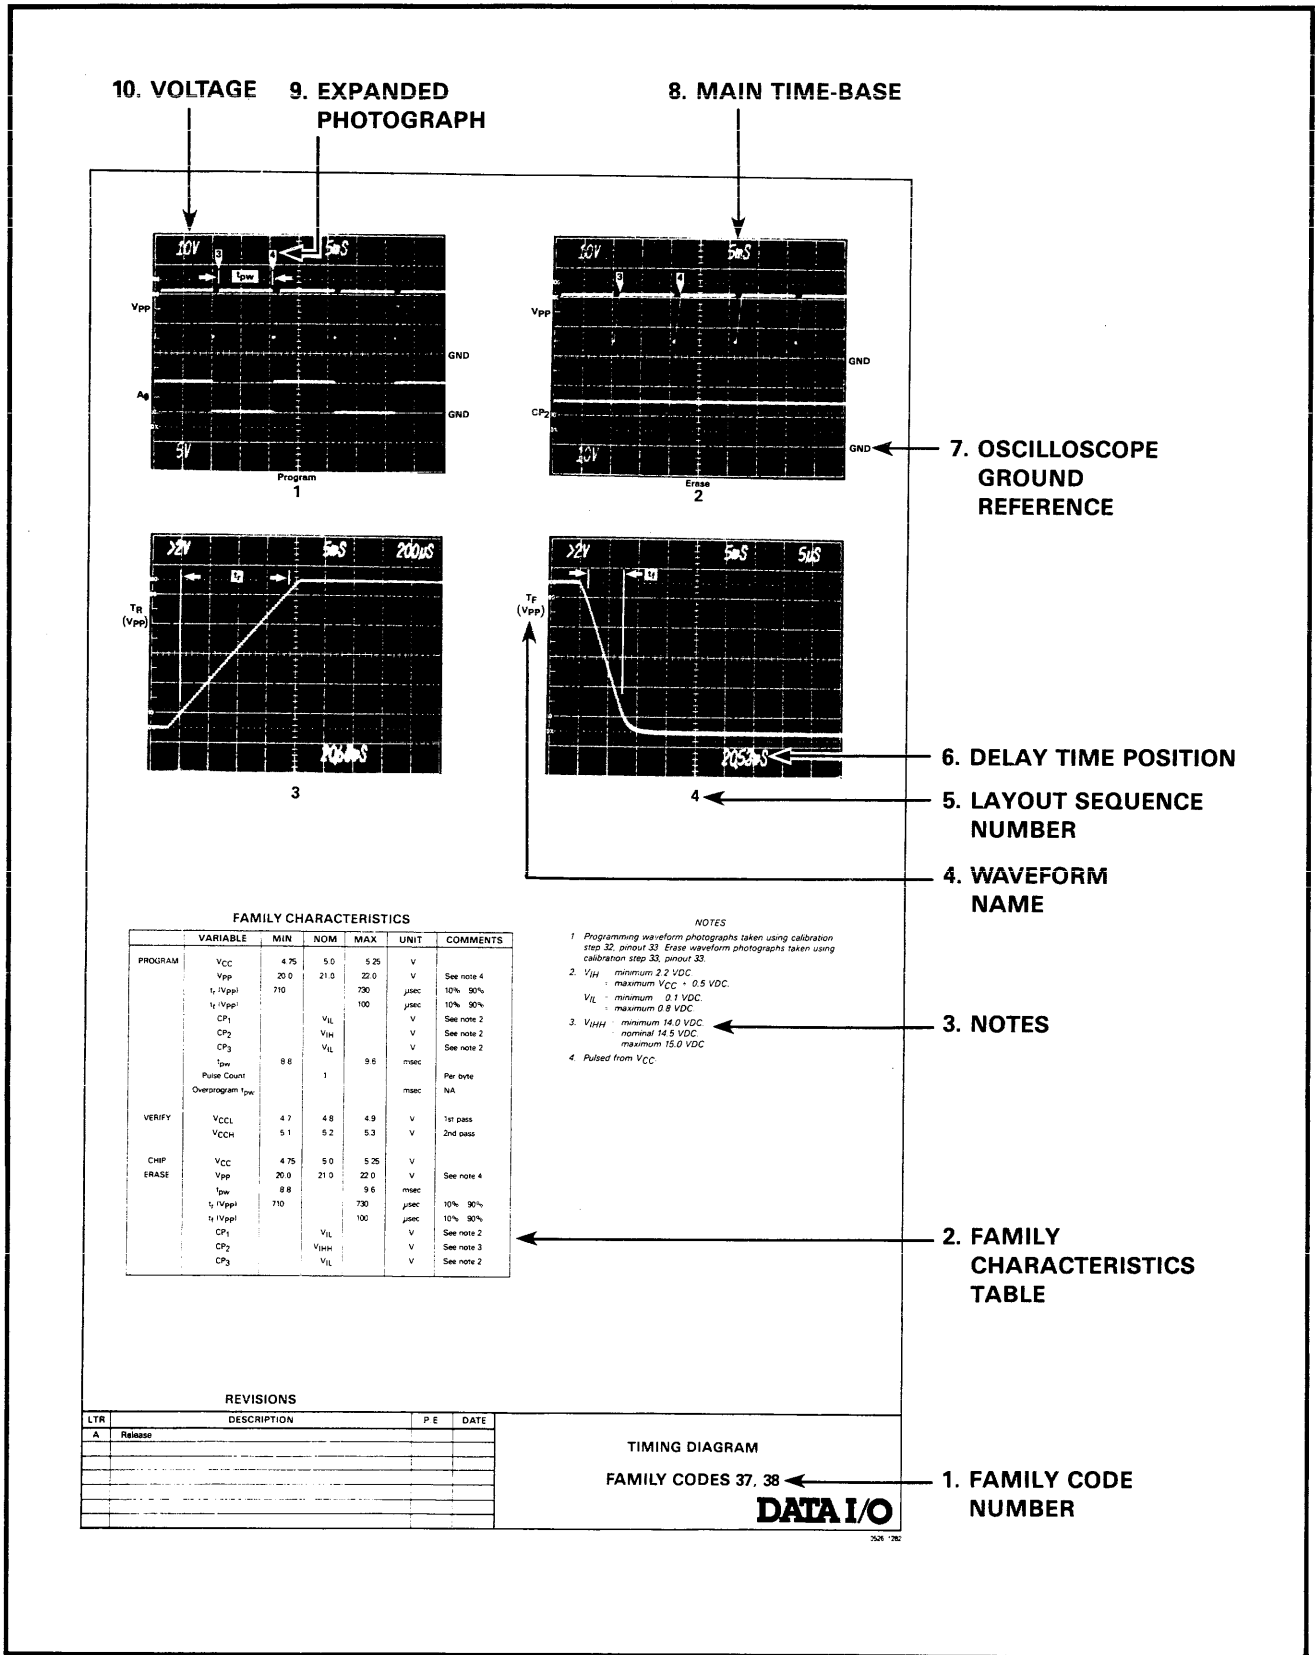 10. VOLTAGE
9. EXPANDED
PHOTOGRAPH
8. MAIN TIME-BASE
10V
5mS
3
4
tpw
VPP
GND
GND
5V
Program
1
10V
5mS
3
4
VPP
GND
CP2
GND
10V
Erase
2
7. OSCILLOSCOPE
GROUND
REFERENCE
>2V
5mS
200µS
tr
TR
(VPP)
3
>2V
5mS
5µS
tf
TF
(VPP)
4
6. DELAY TIME POSITION
5. LAYOUT SEQUENCE
NUMBER
4. WAVEFORM
NAME
FAMILY CHARACTERISTICS
VARIABLE MIN NOM MAX UNIT COMMENTS
PROGRAM VCC 4.75 5.0 5.25 V
VPP 20.0 21.0 22.0 V See note 4
tr (Vpp) 710 730 µsec 10% 90%
tf (Vpp) 100 µsec 10% 90%
CP1 VIL V See note 2
CP2 VIH V See note 2
CP3 VIL V See note 2
tpw 8.8 9.6 msec
Pulse Count 1 Per byte
Overprogram tpw msec NA
VERIFY VCCL 4.7 4.8 4.9 V 1st pass
VCCH 5.1 5.2 5.3 V 2nd pass
CHIP VCC 4.75 5.0 5.25 V
ERASE VPP 20.0 21.0 22.0 V See note 4
tpw 8.8 9.6 msec
tr (Vpp) 710 730 µsec 10% 90%
tf (Vpp) 100 µsec 10% 90%
CP1 VIL V See note 2
CP2 VIHH V See note 3
CP3 VIL V See note 2
NOTES
1 Programming waveform photographs taken using calibration
step 32, pinout 33 Erase waveform photographs taken using
calibration step 33, pinout 33.
2. VIH minimum 2.2 VDC
= maximum VCC + 0.5 VDC.
VIL - minimum 0.1 VDC.
= maximum 0.8 VDC
3. VIHH - minimum 14.0 VDC.
nominal 14.5 VDC.
maximum 15.0 VDC
4. Pulsed from VCC
3. NOTES
2. FAMILY
CHARACTERISTICS
TABLE
REVISIONS
LTR DESCRIPTION P.E DATE
A Release
TIMING DIAGRAM
FAMILY CODES 37, 38
DATA I/O
1. FAMILY CODE
NUMBER